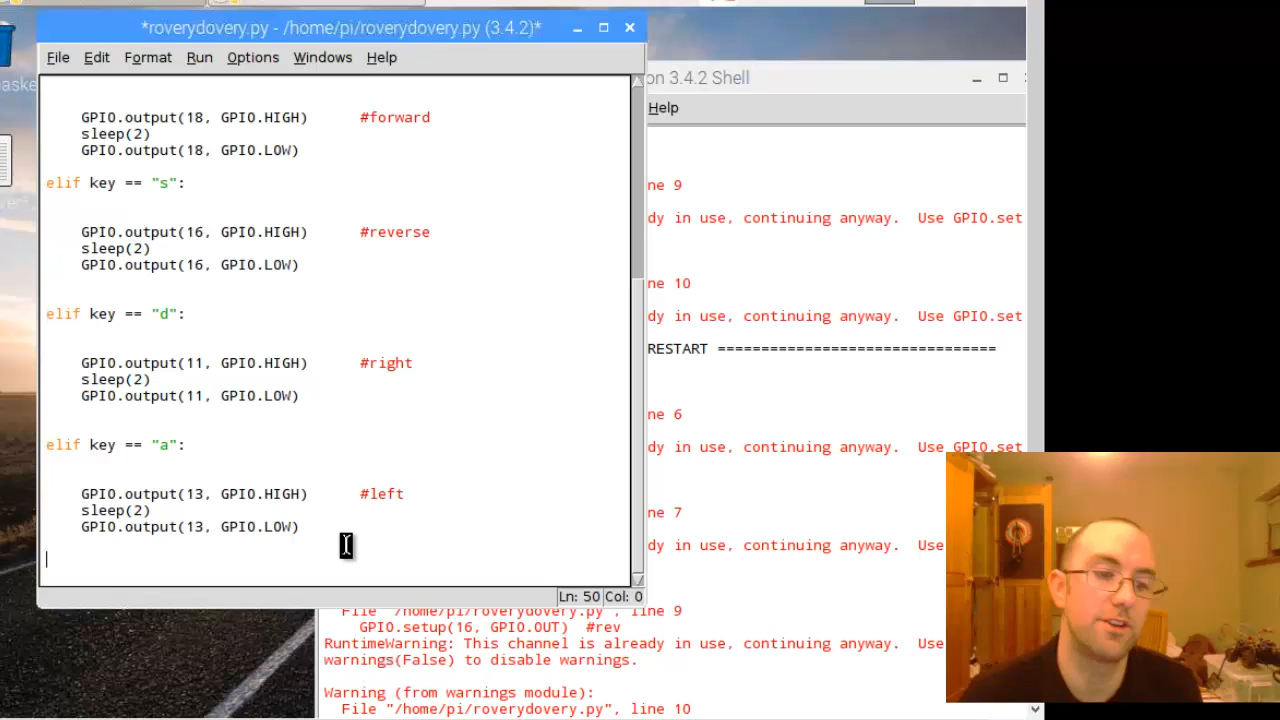 *roverydovery.py - /home/pi/roverydovery.py (3.4.2)*
File Edit Format Run Options Windows Help
GPIO.output(18, GPIO.HIGH) #forward
sleep(2)
GPIO.output(18, GPIO.LOW)
elif key == "s":
GPIO.output(16, GPIO.HIGH) #reverse
sleep(2)
GPIO.output(16, GPIO.LOW)
elif key == "d":
GPIO.output(11, GPIO.HIGH) #right
sleep(2)
GPIO.output(11, GPIO.LOW)
elif key == "a":
GPIO.output(13, GPIO.HIGH) #left
sleep(2)
GPIO.output(13, GPIO.LOW)
Ln: 50 Col: 0
on 3.4.2 Shell
Help
ne 9
dy in use, continuing anyway. Use GPIO.set
ne 10
dy in use, continuing anyway. Use GPIO.set
RESTART ================================
ne 6
dy in use, continuing anyway. Use GPIO.set
ne 7
dy in use, continuing anyway. Use
File "/home/pi/roverydovery.py", line 9
GPIO.setup(16, GPIO.OUT) #rev
RuntimeWarning: This channel is already in use, continuing anyway. Use
warnings(False) to disable warnings.
Warning (from warnings module):
File "/home/pi/roverydovery.py", line 10